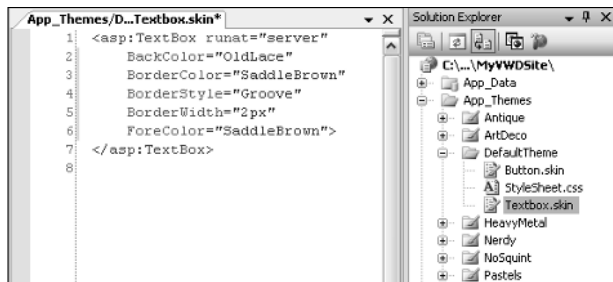 App_Themes/D...Textbox.skin*
1 <asp:TextBox runat="server"
2 BackColor="OldLace"
3 BorderColor="SaddleBrown"
4 BorderStyle="Groove"
5 BorderWidth="2px"
6 ForeColor="SaddleBrown">
7 </asp:TextBox>
8
Solution Explorer
C:\...\MyVWDSite\
App_Data
App_Themes
Antique
ArtDeco
DefaultTheme
Button.skin
StyleSheet.css
Textbox.skin
HeavyMetal
Nerdy
NoSquint
Pastels